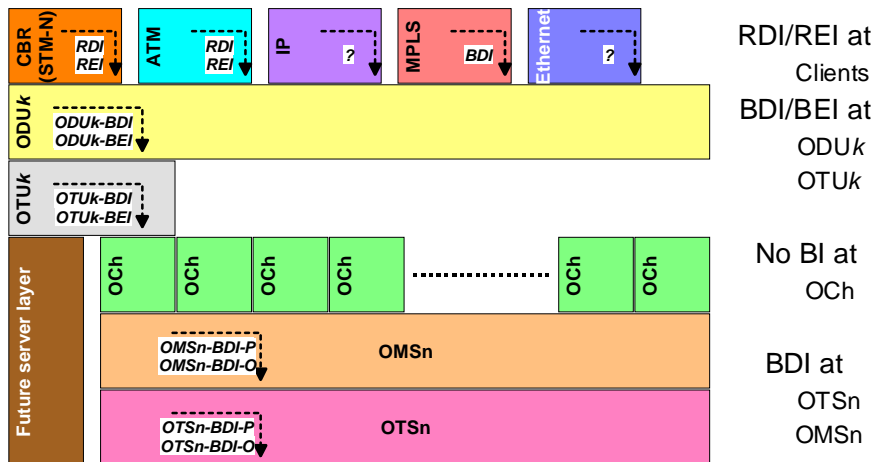 CBR
(STM-N)
RDI
REI
ATM
RDI
REI
IP
?
MPLS
BDI
Ethernet
?
RDI/REI at
Clients
ODUk
ODUk-BDI
ODUk-BEI
BDI/BEI at
ODUk
OTUk
OTUk
OTUk-BDI
OTUk-BEI
Future server layer
OCh
OCh
OCh
OCh
OCh
OCh
No BI at
OCh
OMSn-BDI-P
OMSn-BDI-O
OMSn
BDI at
OTSn
OMSn
OTSn-BDI-P
OTSn-BDI-O
OTSn